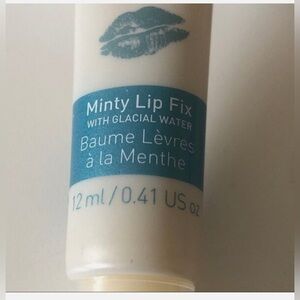 Minty Lip Fix
WITH GLACIAL WATER
Baume Lèvres
à la Menthe
12 ml / 0.41 US oz